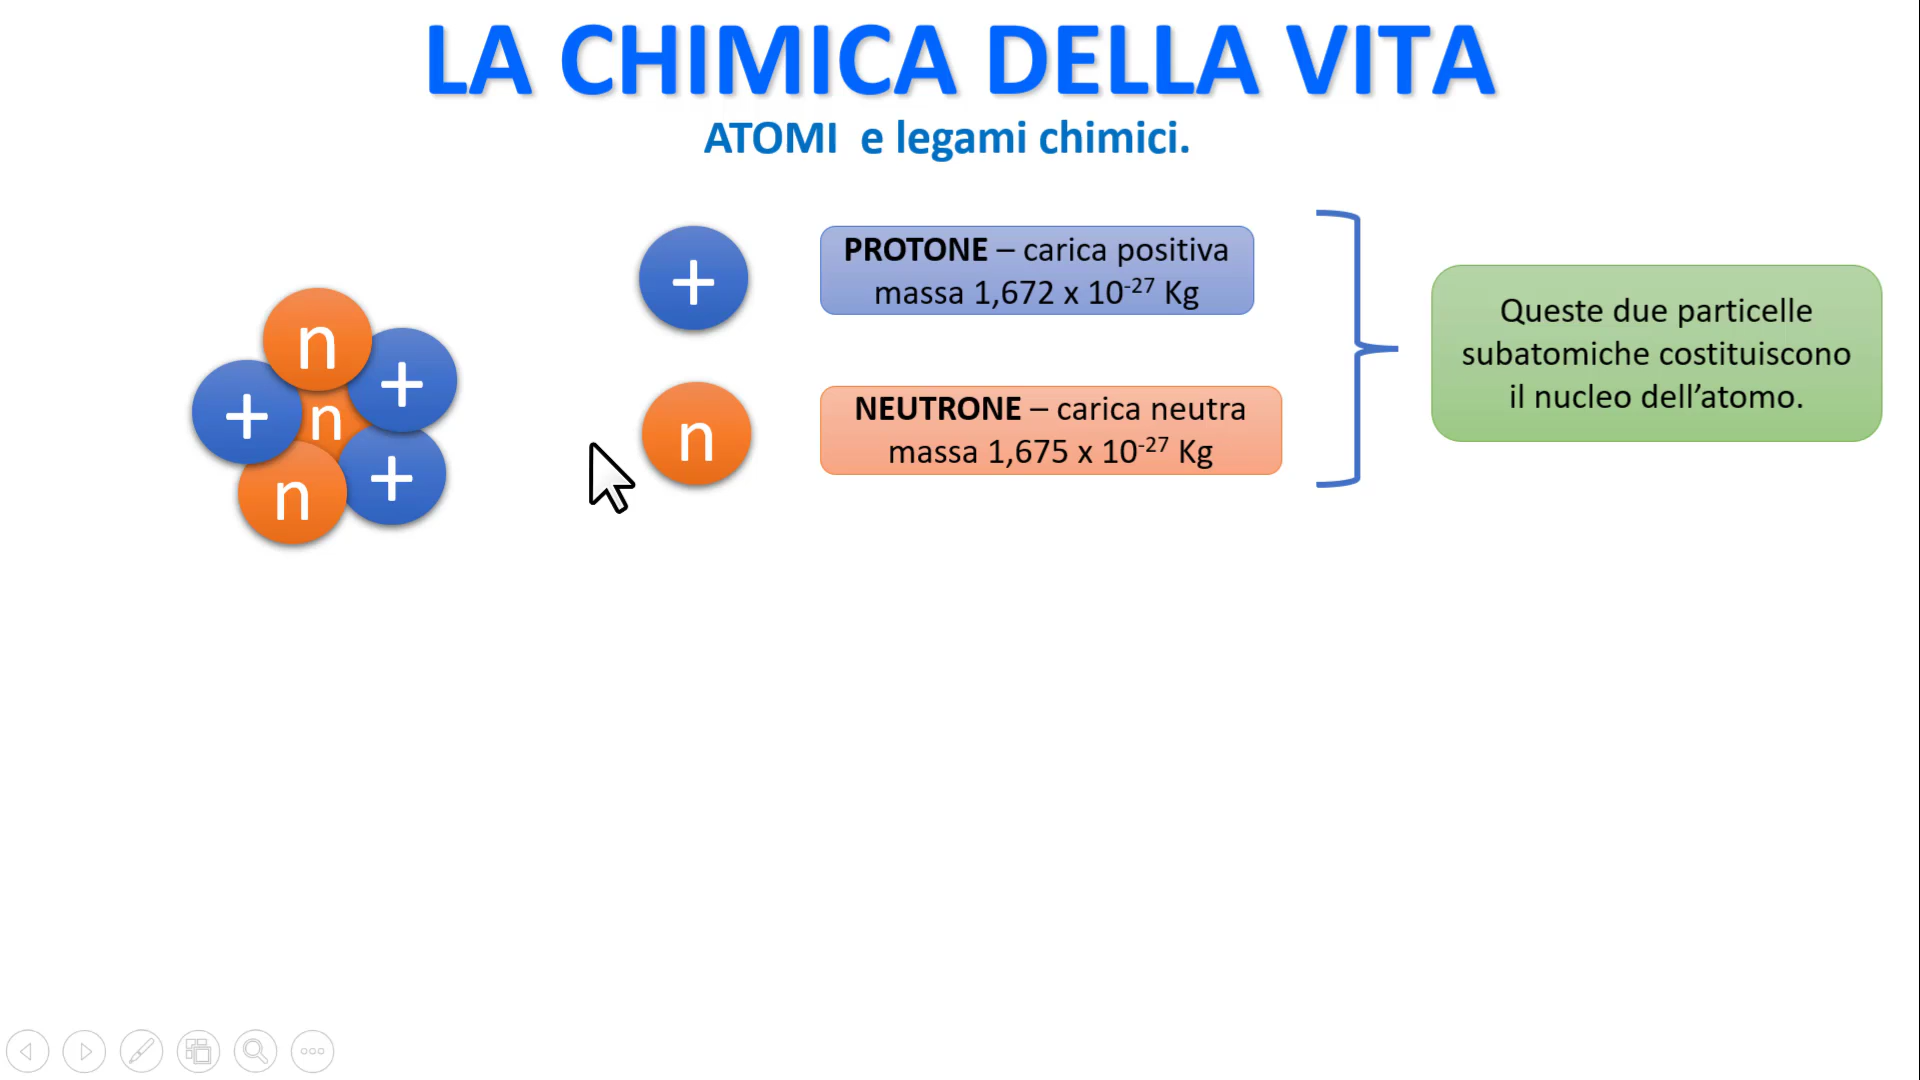 LA CHIMICA DELLA VITA
ATOMI e legami chimici.
n
+
+
n
+
n
+
PROTONE – carica positiva
massa 1,672 x 10⁻²⁷ Kg
n
NEUTRONE – carica neutra
massa 1,675 x 10⁻²⁷ Kg
Queste due particelle
subatomiche costituiscono
il nucleo dell’atomo.